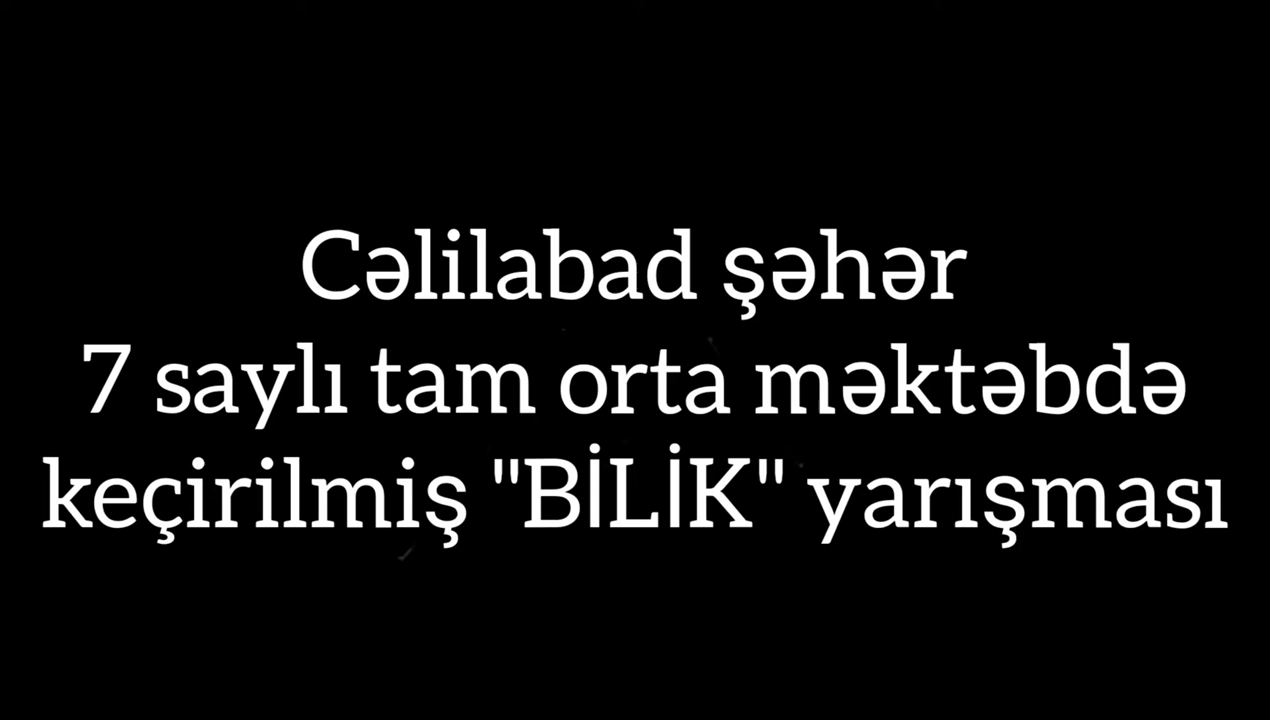 Cəlilabad şəhər
7 saylı tam orta məktəbdə
keçirilmiş "BİLİK" yarışması